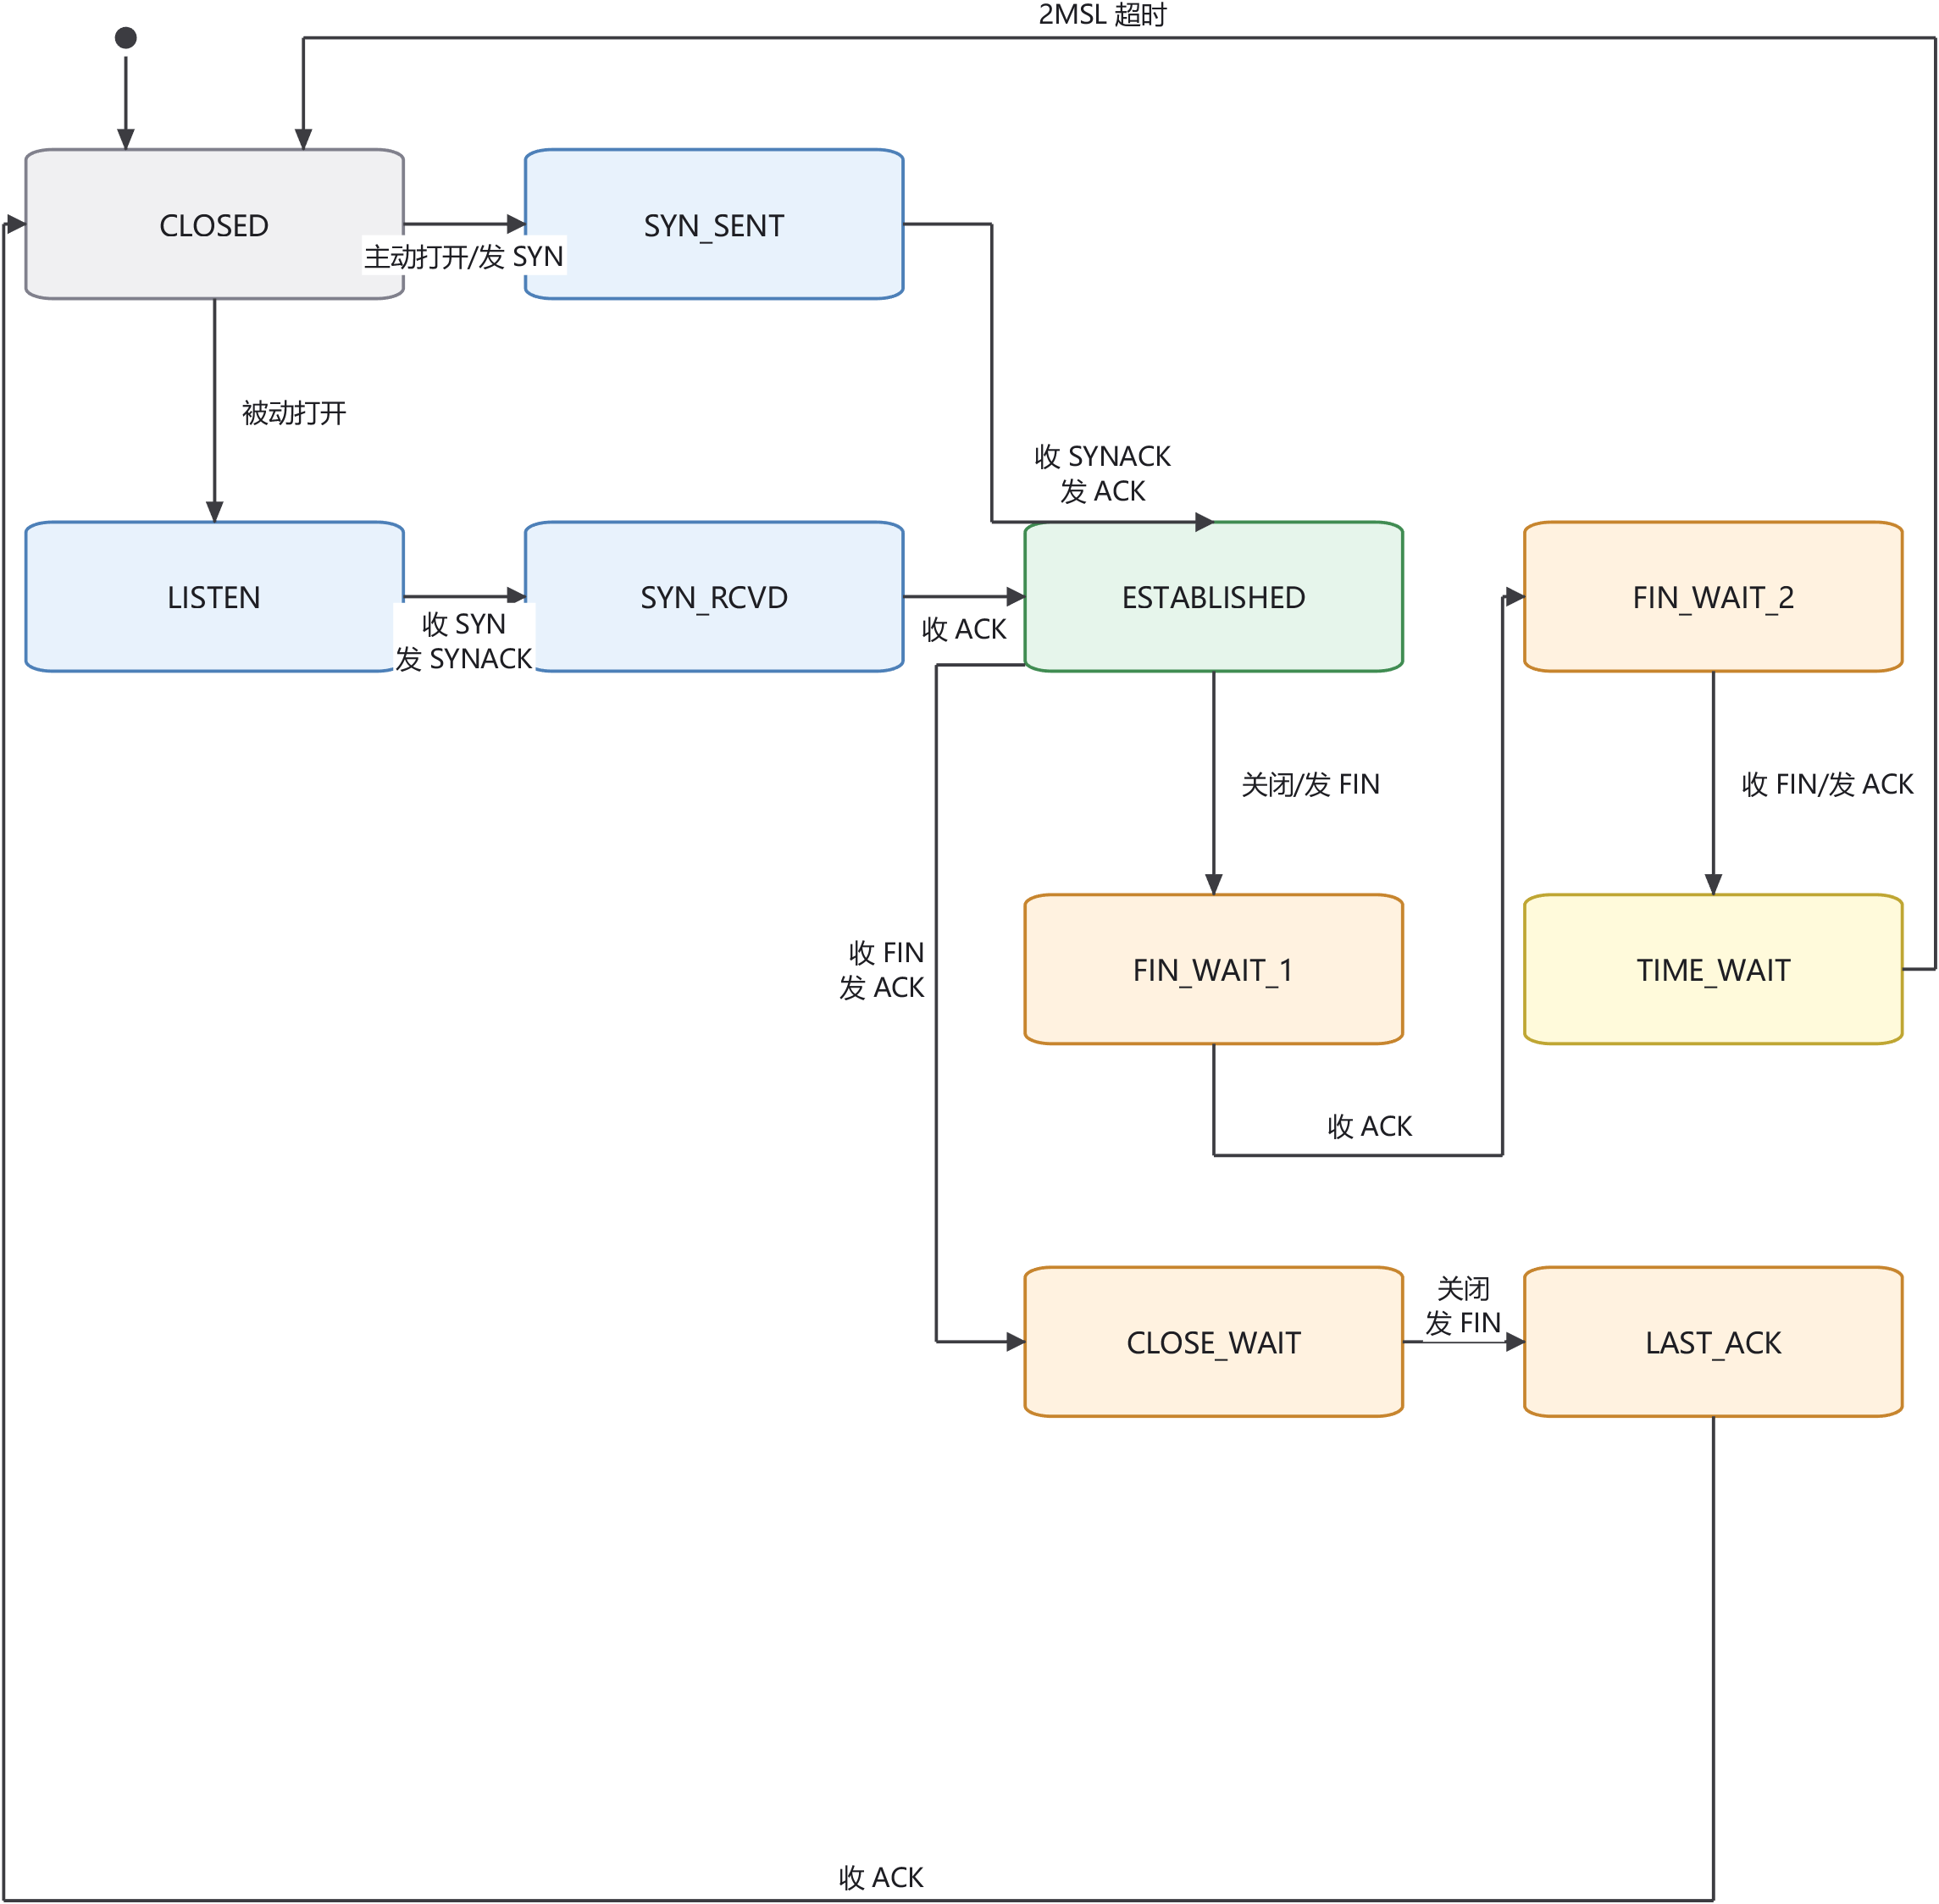 2MSL 超时
CLOSED
主动打开/发 SYN
SYN_SENT
被动打开
收 SYNACK
发 ACK
LISTEN
收 SYN
发 SYNACK
SYN_RCVD
收 ACK
ESTABLISHED
FIN_WAIT_2
关闭/发 FIN
收 FIN/发 ACK
收 FIN
发 ACK
FIN_WAIT_1
TIME_WAIT
收 ACK
CLOSE_WAIT
关闭
发 FIN
LAST_ACK
收 ACK